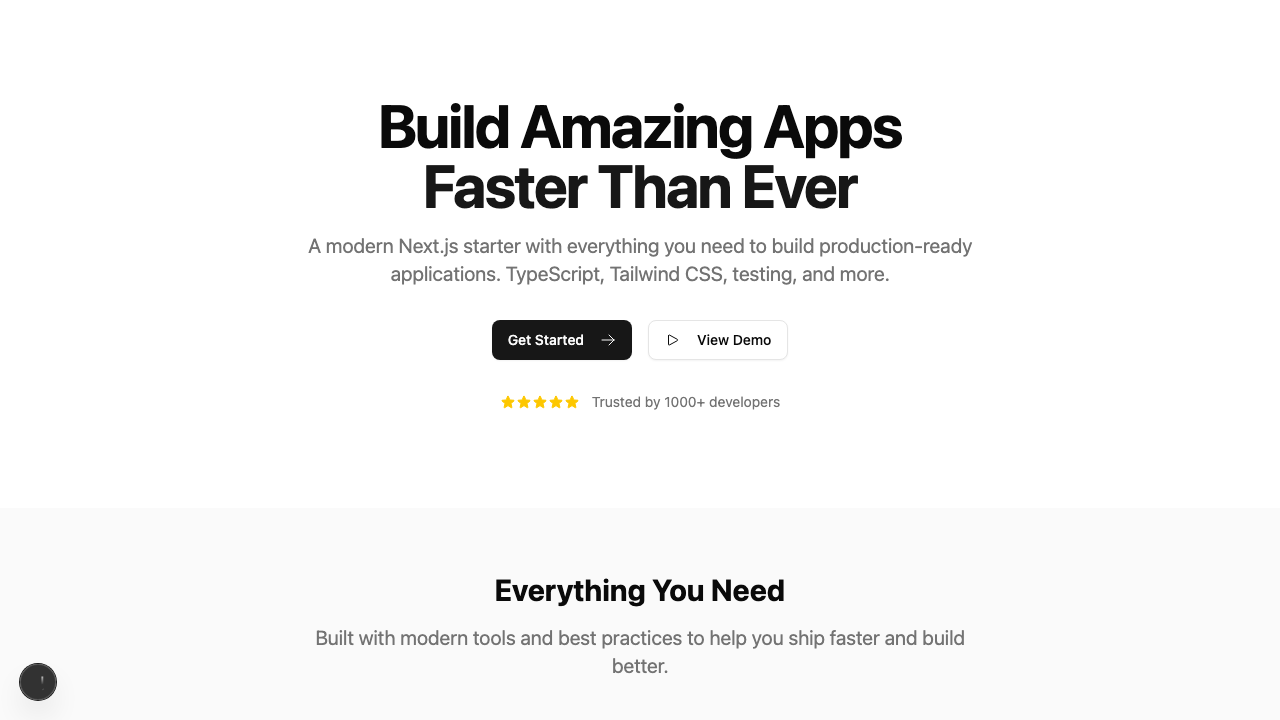 Build Amazing Apps
Faster Than Ever
A modern Next.js starter with everything you need to build production-ready
applications. TypeScript, Tailwind CSS, testing, and more.
Get Started
View Demo
Trusted by 1000+ developers
Everything You Need
Built with modern tools and best practices to help you ship faster and build
better.